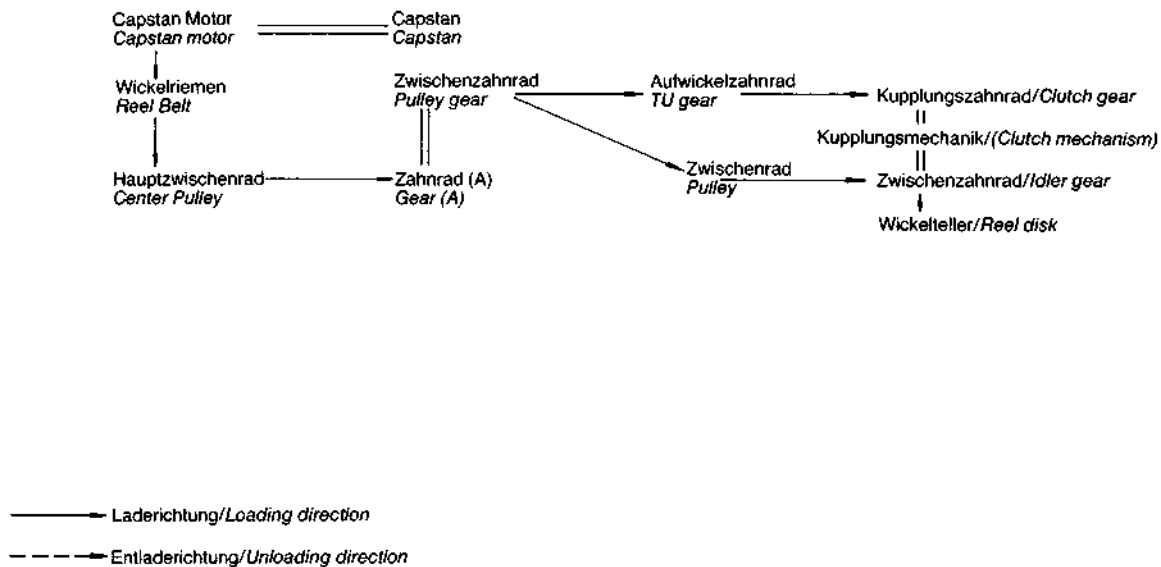 Capstan Motor
Capstan motor
Capstan
Capstan
Wickelriemen
Reel Belt
Zwischenzahnrad
Pulley gear
Aufwickelzahnrad
TU gear
Kupplungszahnrad/Clutch gear
Kupplungsmechanik/(Clutch mechanism)
Hauptzwischenrad
Center Pulley
Zahnrad (A)
Gear (A)
Zwischenrad
Pulley
Zwischenzahnrad/Idler gear
Wickelteller/Reel disk
Laderichtung/Loading direction
Entladerichtung/Unloading direction